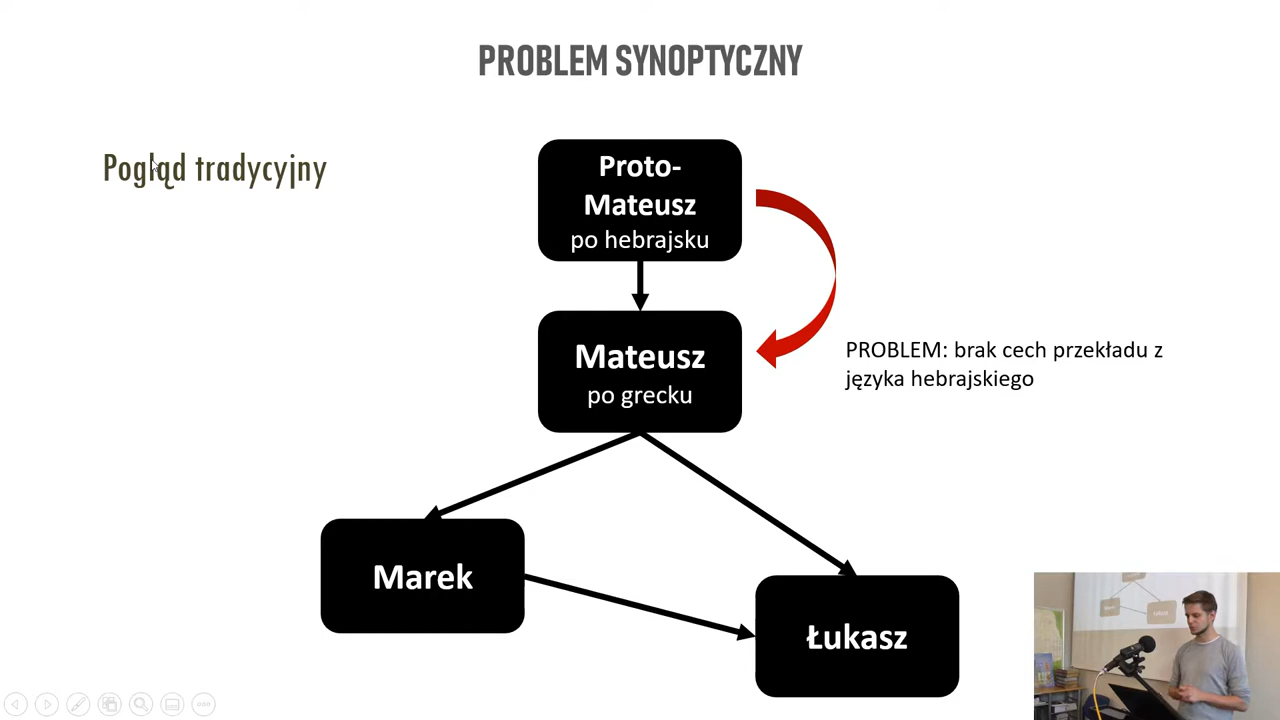 PROBLEM SYNOPTYCZNY
Pogląd tradycyjny
Proto-
Mateusz
po hebrajsku
Mateusz
po grecku
PROBLEM: brak cech przekładu z
języka hebrajskiego
Marek
Łukasz